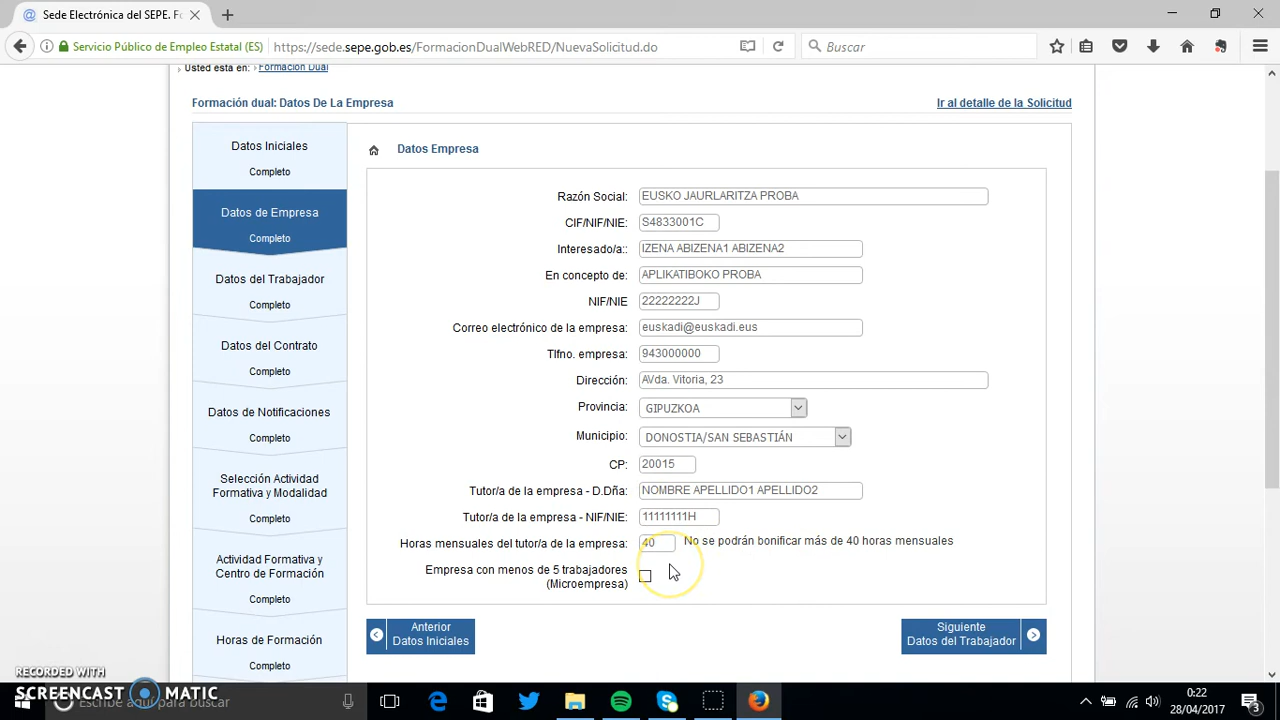 Sede Electrónica del SEPE. F
Servicio Público de Empleo Estatal (ES)
https://sede.sepe.gob.es/FormacionDualWebRED/NuevaSolicitud.do
Buscar
Usted esta en: Formación Dual
Formación dual: Datos De La Empresa
Ir al detalle de la Solicitud
Datos Iniciales
Completo
Datos de Empresa
Completo
Datos del Trabajador
Completo
Datos del Contrato
Completo
Datos de Notificaciones
Completo
Selección Actividad
Formativa y Modalidad
Completo
Actividad Formativa y
Centro de Formación
Completo
Horas de Formación
Completo
Datos Empresa
Razón Social: EUSKO JAURLARITZA PROBA
CIF/NIF/NIE: S4833001C
Interesado/a:: IZENA ABIZENA1 ABIZENA2
En concepto de: APLIKATIBOKO PROBA
NIF/NIE 22222222J
Correo electrónico de la empresa: euskadi@euskadi.eus
Tlfno. empresa: 943000000
Dirección: AVda. Vitoria, 23
Provincia: GIPUZKOA
Municipio: DONOSTIA/SAN SEBASTIÁN
CP: 20015
Tutor/a de la empresa - D.Dña: NOMBRE APELLIDO1 APELLIDO2
Tutor/a de la empresa - NIF/NIE: 11111111H
Horas mensuales del tutor/a de la empresa: 40 No se podrán bonificar más de 40 horas mensuales
Empresa con menos de 5 trabajadores
(Microempresa)
Anterior
Datos Iniciales
Siguiente
Datos del Trabajador
RECORDED WITH
SCREENCAST MATIC
Escribe aquí para buscar
0:22
28/04/2017
3